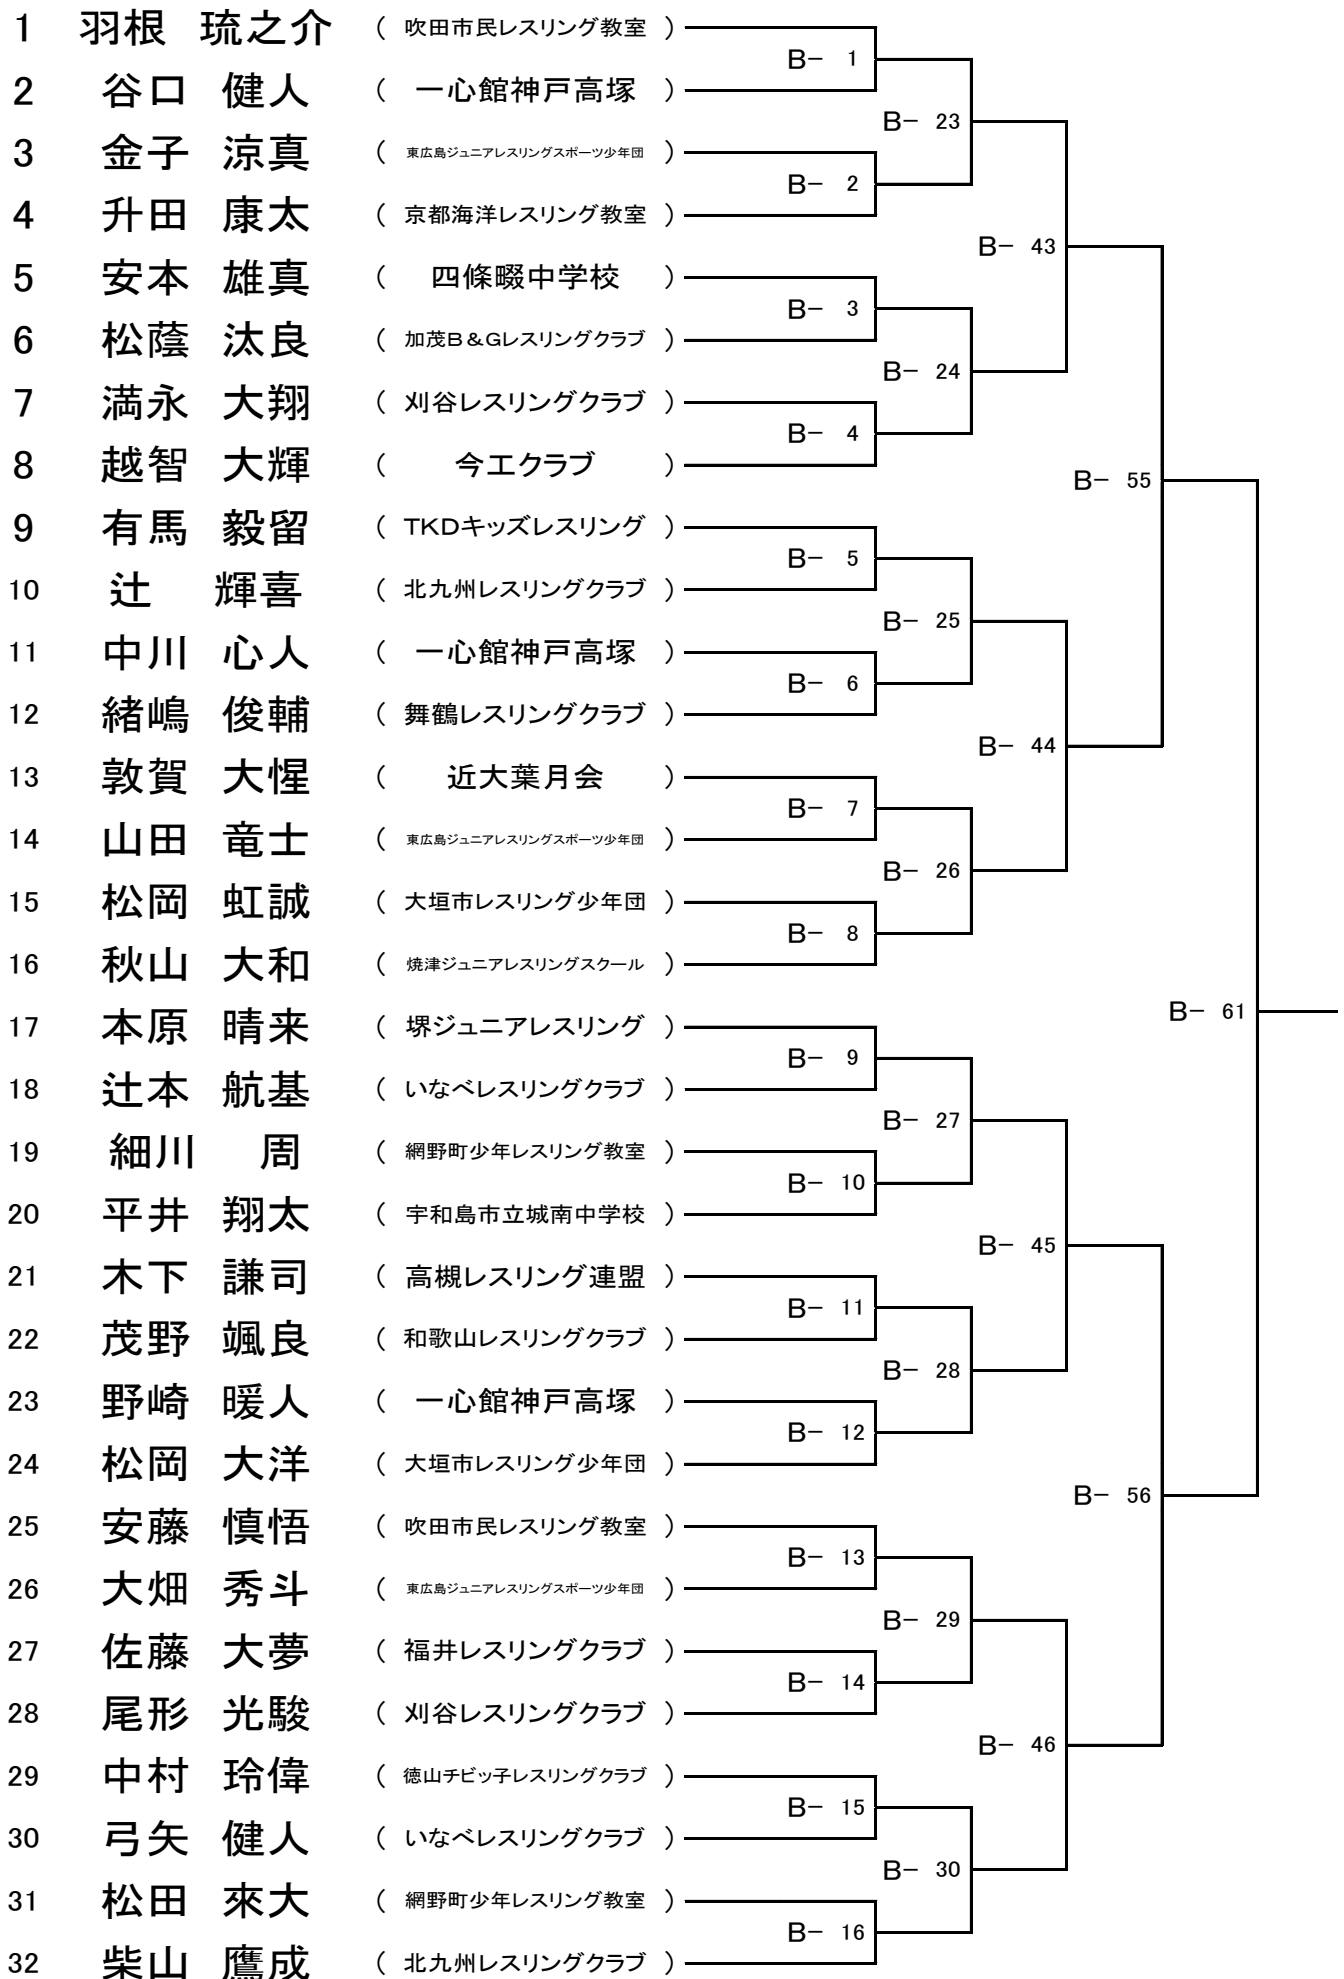 1 羽根 琉之介 ( 吹田市民レスリング教室 )
B- 1
2 谷口 健人 ( 一心館神戸高塚 )
B- 23
3 金子 涼真 ( 東広島ジュニアレスリングスポーツ少年団 )
B- 2
4 升田 康太 ( 京都海洋レスリング教室 )
B- 43
5 安本 雄真 ( 四條畷中学校 )
B- 3
6 松蔭 汰良 ( 加茂B&Gレスリングクラブ )
B- 24
7 満永 大翔 ( 刈谷レスリングクラブ )
B- 4
8 越智 大輝 ( 今工クラブ )
B- 55
9 有馬 毅留 ( TKDキッズレスリング )
B- 5
10 辻 輝喜 ( 北九州レスリングクラブ )
B- 25
11 中川 心人 ( 一心館神戸高塚 )
B- 6
12 緒嶋 俊輔 ( 舞鶴レスリングクラブ )
B- 44
13 敦賀 大惺 ( 近大葉月会 )
B- 7
14 山田 竜士 ( 東広島ジュニアレスリングスポーツ少年団 )
B- 26
15 松岡 虹誠 ( 大垣市レスリング少年団 )
B- 8
16 秋山 大和 ( 焼津ジュニアレスリングスクール )
B- 61
17 本原 晴来 ( 堺ジュニアレスリング )
B- 9
18 辻本 航基 ( いなべレスリングクラブ )
B- 27
19 細川 周 ( 網野町少年レスリング教室 )
B- 10
20 平井 翔太 ( 宇和島市立城南中学校 )
B- 45
21 木下 謙司 ( 高槻レスリング連盟 )
B- 11
22 茂野 颯良 ( 和歌山レスリングクラブ )
B- 28
23 野崎 暖人 ( 一心館神戸高塚 )
B- 12
24 松岡 大洋 ( 大垣市レスリング少年団 )
B- 56
25 安藤 慎悟 ( 吹田市民レスリング教室 )
B- 13
26 大畑 秀斗 ( 東広島ジュニアレスリングスポーツ少年団 )
B- 29
27 佐藤 大夢 ( 福井レスリングクラブ )
B- 14
28 尾形 光駿 ( 刈谷レスリングクラブ )
B- 46
29 中村 玲偉 ( 徳山チビッ子レスリングクラブ )
B- 15
30 弓矢 健人 ( いなべレスリングクラブ )
B- 30
31 松田 來大 ( 網野町少年レスリング教室 )
B- 16
32 柴山 鷹成 ( 北九州レスリングクラブ )